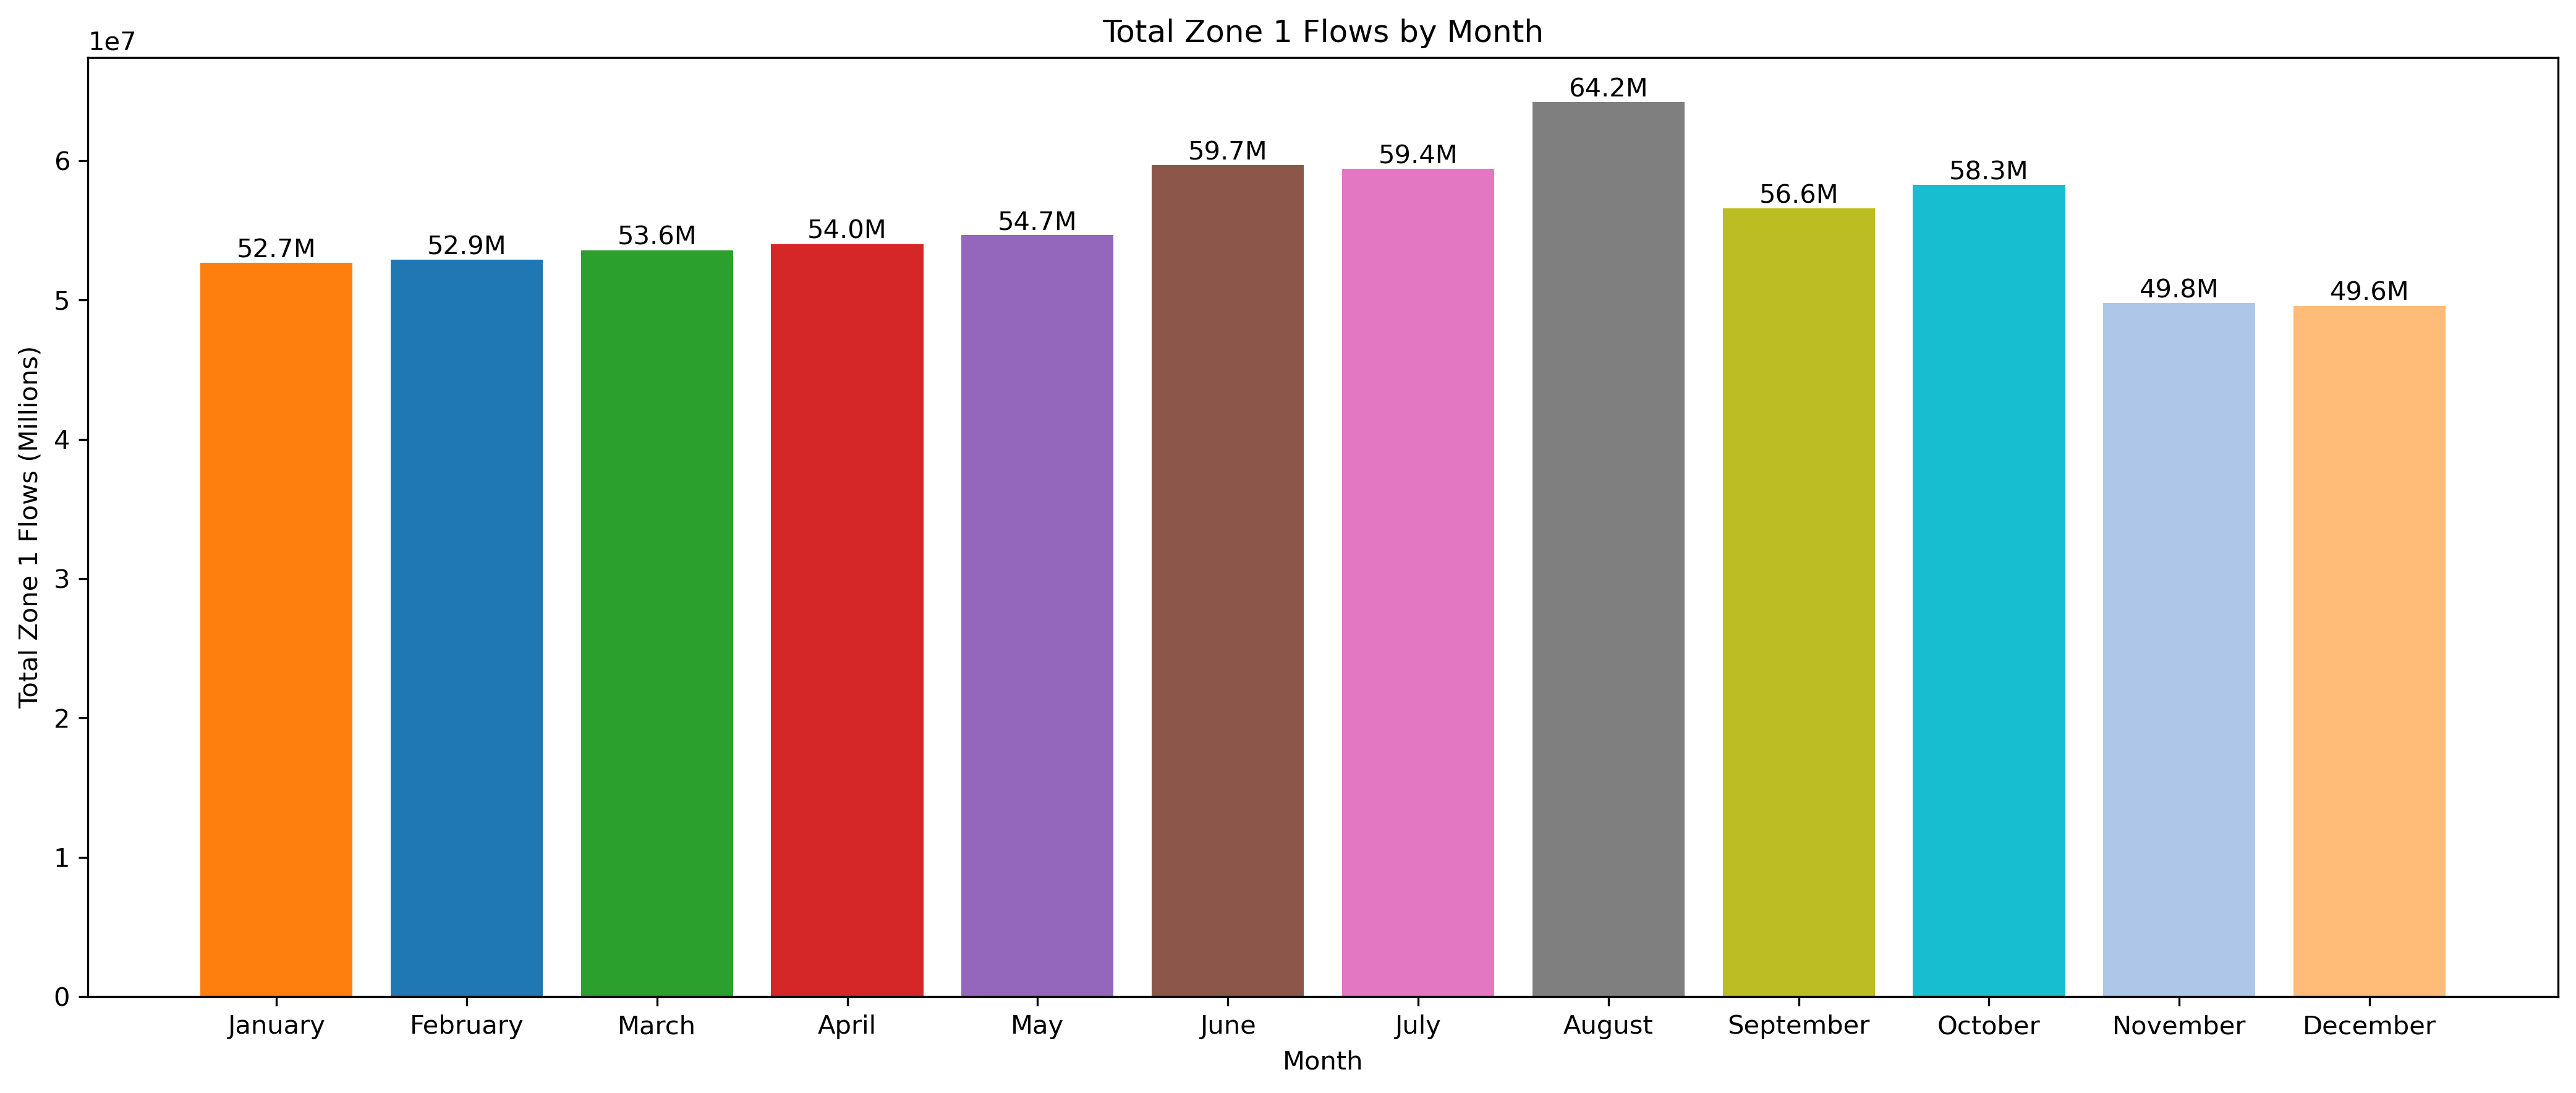 Total Zone 1 Flows by Month
1e7
Total Zone 1 Flows (Millions)
6
5
4
3
2
1
0
52.7M
52.9M
53.6M
54.0M
54.7M
59.7M
59.4M
64.2M
56.6M
58.3M
49.8M
49.6M
January February March April May June July August September October November December
Month